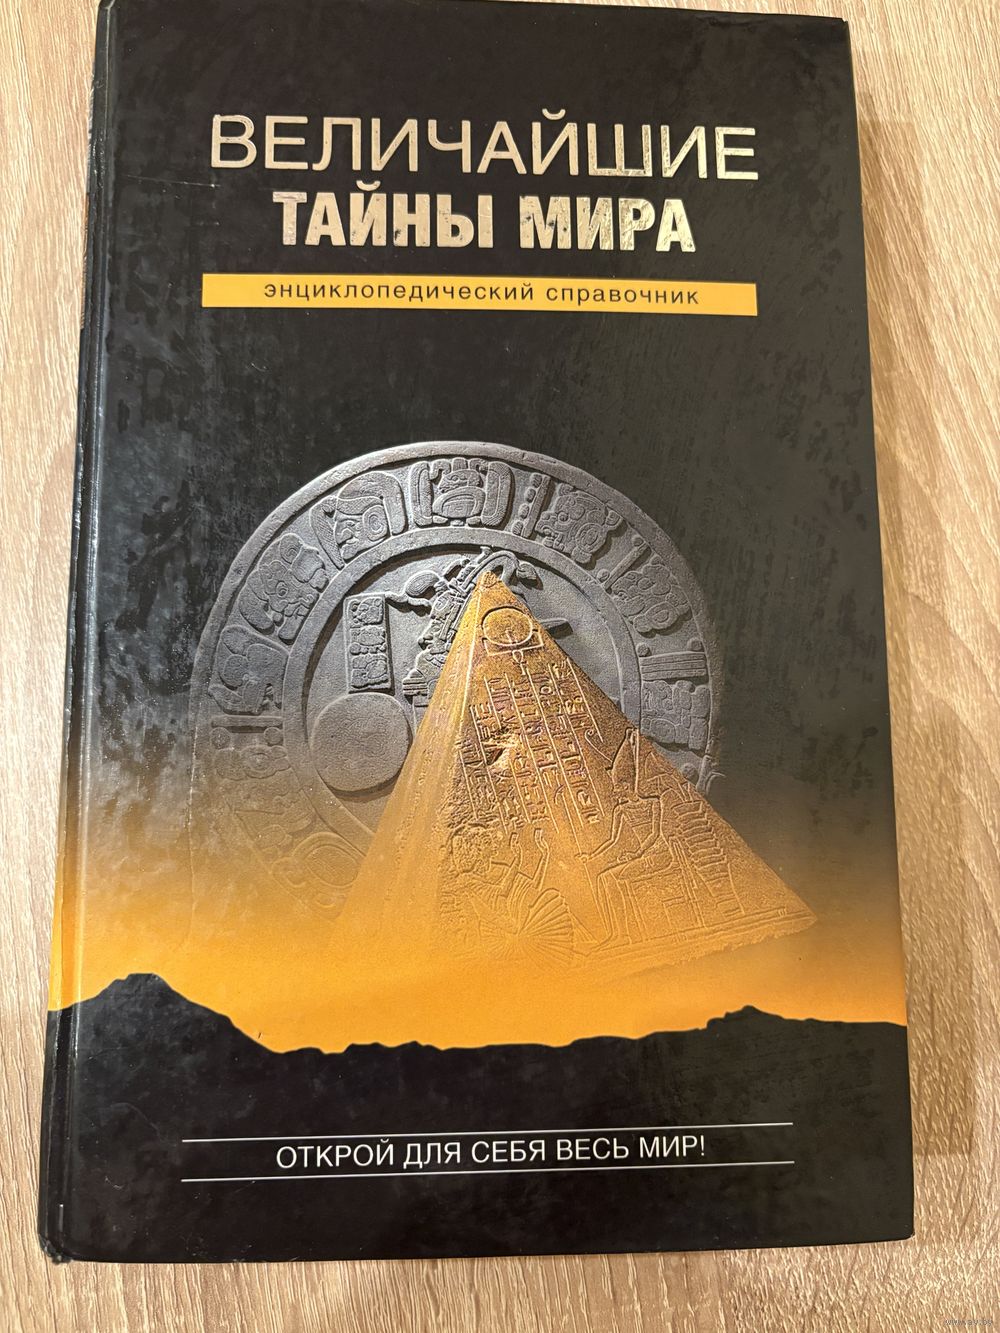 ВЕЛИЧАЙШИЕ
ТАЙНЫ МИРА
энциклопедический справочник
ОТКРОЙ ДЛЯ СЕБЯ ВЕСЬ МИР!